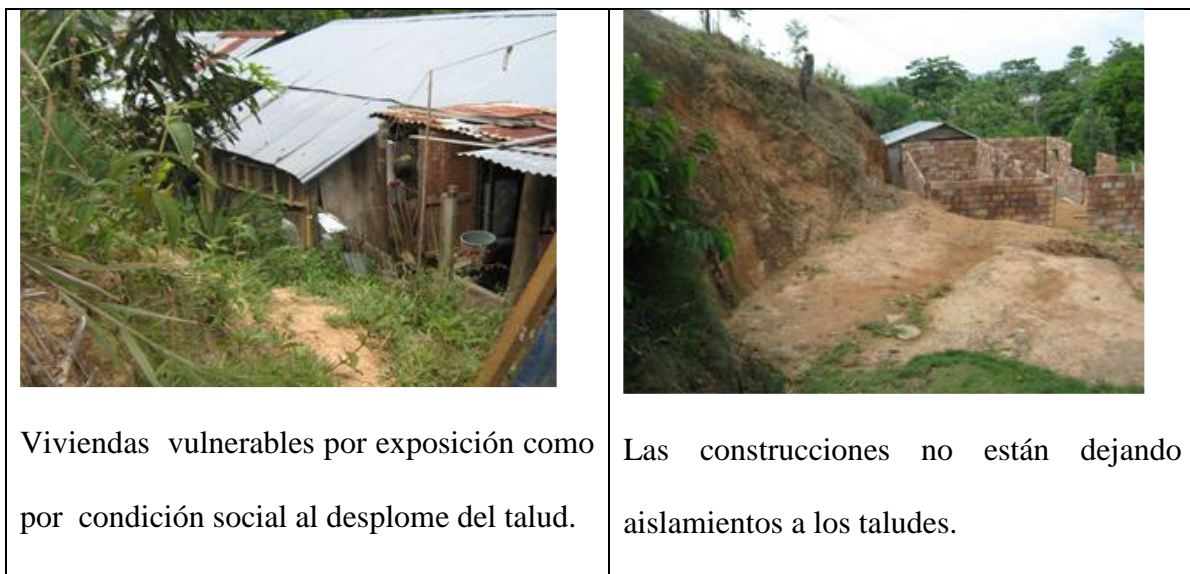 Viviendas vulnerables por exposición como
por condición social al desplome del talud.
Las construcciones no están dejando
aislamientos a los taludes.